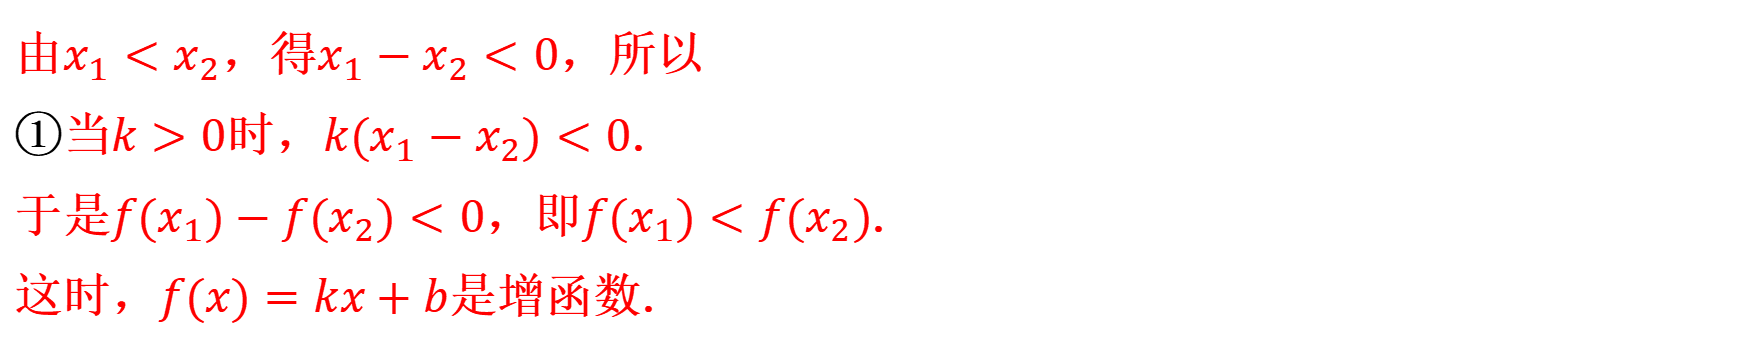 由x₁ < x₂，得x₁ − x₂ < 0，所以
①当k > 0时，k(x₁ − x₂) < 0.
于是f(x₁) − f(x₂) < 0，即f(x₁) < f(x₂).
这时，f(x) = kx + b是增函数.